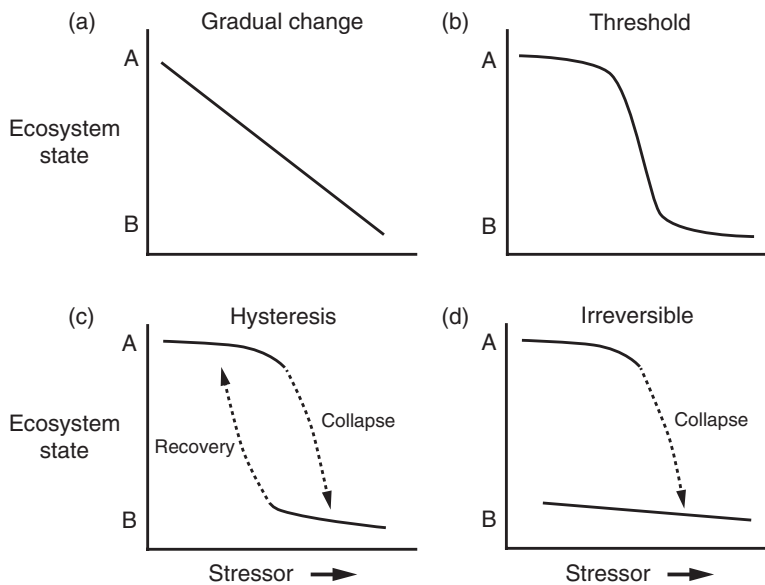 (a) Gradual change
A
Ecosystem
state
B
(b) Threshold
A
B
(c) Hysteresis
A
Ecosystem
state
Recovery
Collapse
B
Stressor
(d) Irreversible
A
Collapse
B
Stressor